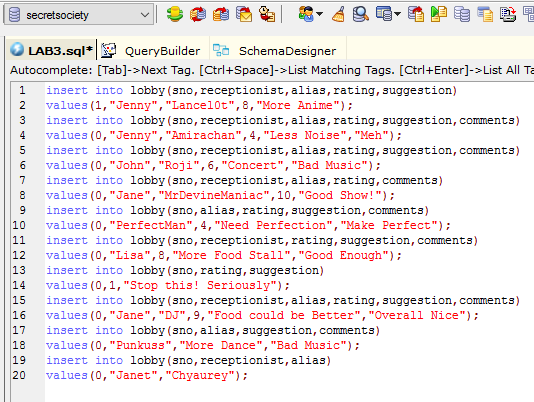 secretsociety
LAB3.sql* QueryBuilder SchemaDesigner
Autocomplete: [Tab]->Next Tag. [Ctrl+Space]->List Matching Tags. [Ctrl+Enter]->List All Ta
1 insert into lobby(sno,receptionist,alias,rating,suggestion)
2 values(1,"Jenny","Lancel0t",8,"More Anime");
3 insert into lobby(sno,receptionist,alias,rating,suggestion,comments)
4 values(0,"Jenny","Amirachan",4,"Less Noise","Meh");
5 insert into lobby(sno,receptionist,alias,rating,suggestion,comments)
6 values(0,"John","Roji",6,"Concert","Bad Music");
7 insert into lobby(sno,receptionist,alias,rating,comments)
8 values(0,"Jane","MrDevineManiac",10,"Good Show!");
9 insert into lobby(sno,alias,rating,suggestion,comments)
10 values(0,"PerfectMan",4,"Need Perfection","Make Perfect");
11 insert into lobby(sno,receptionist,rating,suggestion,comments)
12 values(0,"Lisa",8,"More Food Stall","Good Enough");
13 insert into lobby(sno,rating,suggestion)
14 values(0,1,"Stop this! Seriously");
15 insert into lobby(sno,receptionist,alias,rating,suggestion,comments)
16 values(0,"Jane","DJ",9,"Food could be Better","Overall Nice");
17 insert into lobby(sno,alias,suggestion,comments)
18 values(0,"Punkuss","More Dance","Bad Music");
19 insert into lobby(sno,receptionist,alias)
20 values(0,"Janet","Chyaurey");